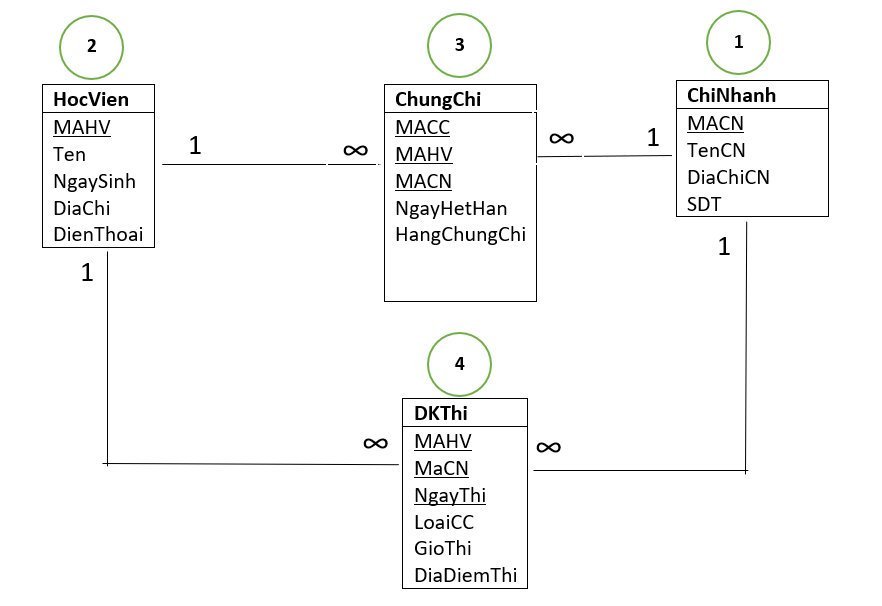 2
HocVien
MAHV
Ten
NgaySinh
DiaChi
DienThoai
1
∞
3
ChungChi
MACC
MAHV
MACN
NgayHetHan
HangChungChi
∞
1
1
ChiNhanh
MACN
TenCN
DiaChiCN
SDT
1
1
4
DKThi
MAHV
MaCN
NgayThi
LoaiCC
GioThi
DiaDiemThi
∞
∞